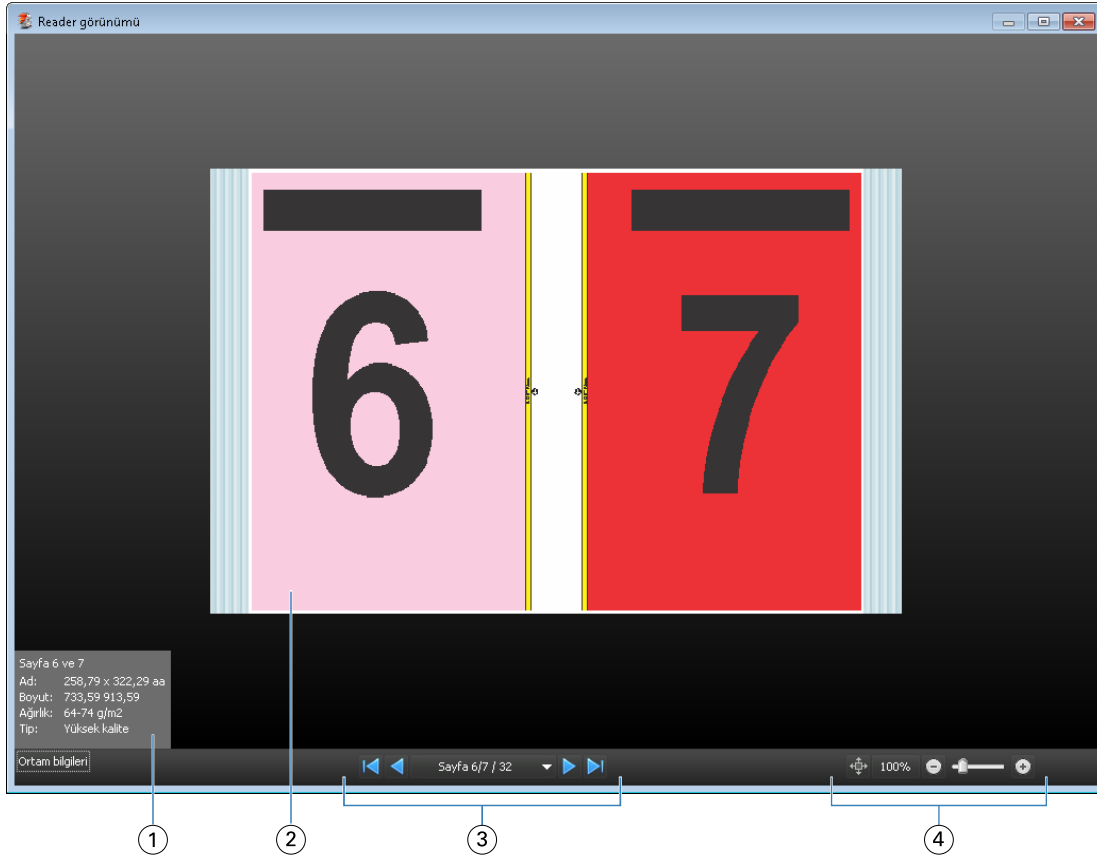 Reader görünümü
6
7
Sayfa 6 ve 7
Ad: 258,79 x 322,29 aa
Boyut: 733,59 913,59
Ağırlık: 64-74 g/m2
Tip: Yüksek kalite
Ortam bilgileri
Sayfa 6/7 / 32
100%
1
2
3
4